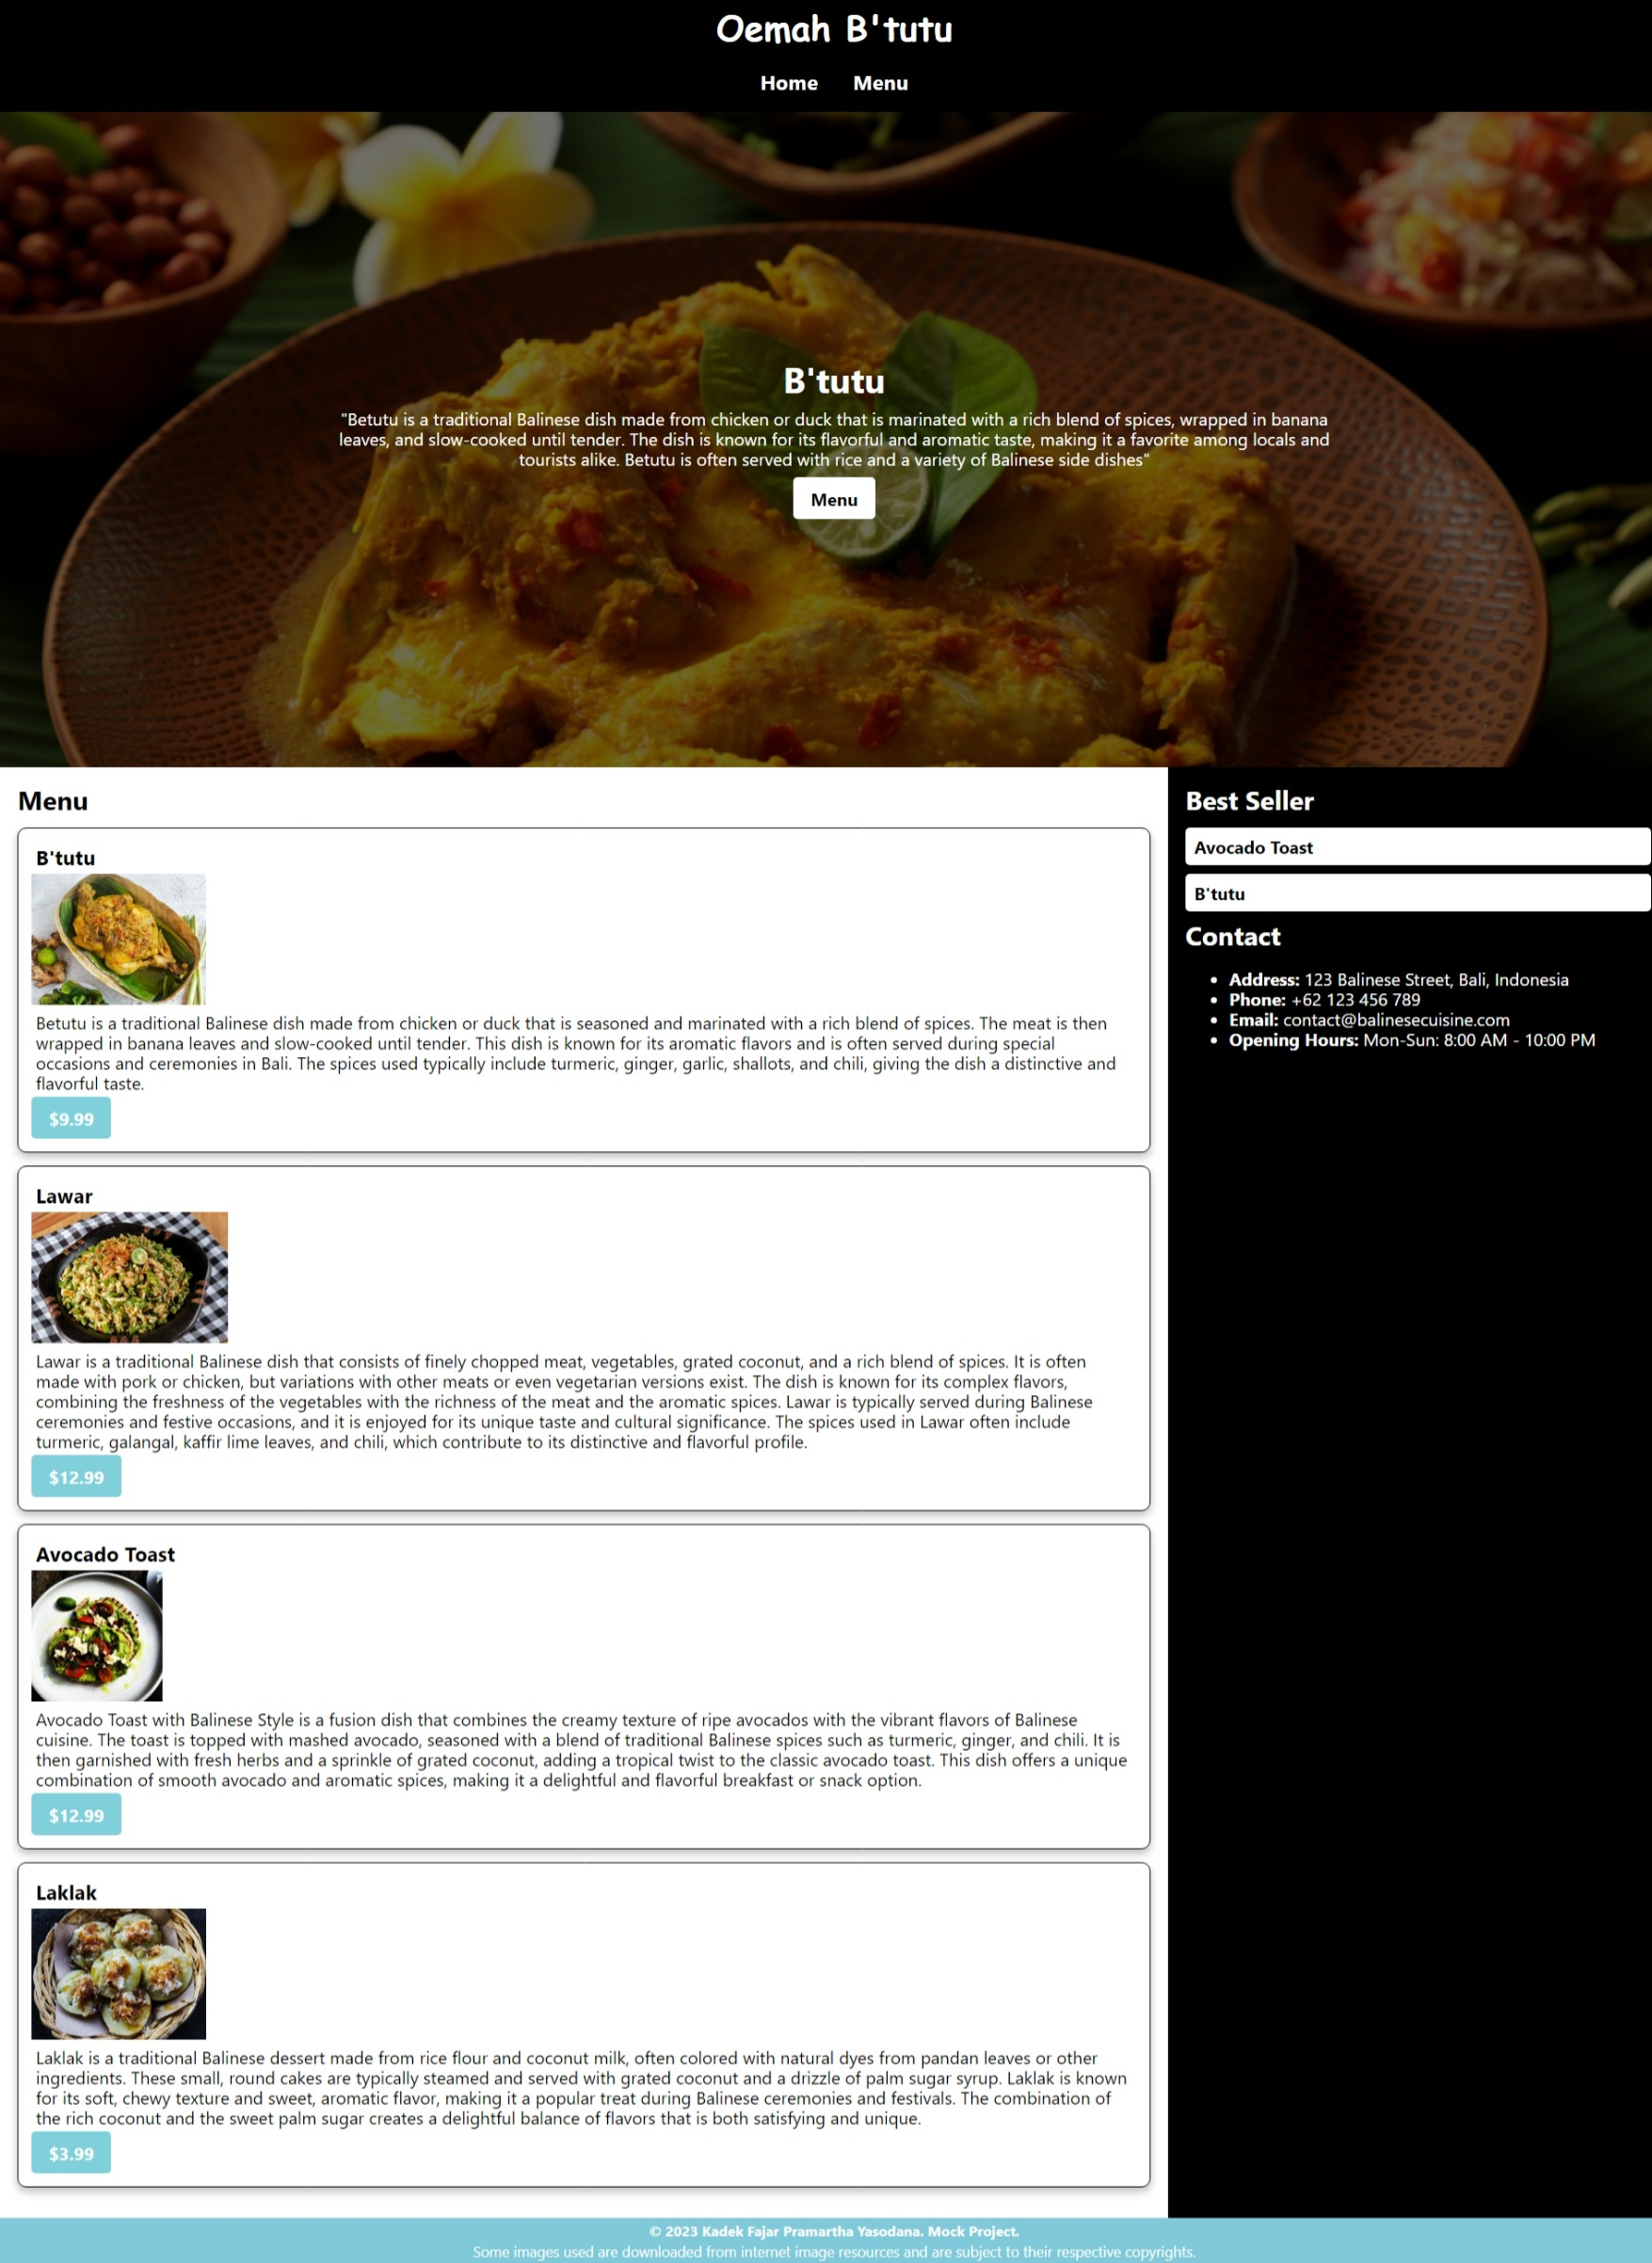 Oemah B'tutu
Home Menu
B'tutu
"Betutu is a traditional Balinese dish made from chicken or duck that is marinated with a rich blend of spices, wrapped in banana
leaves, and slow-cooked until tender. The dish is known for its flavorful and aromatic taste, making it a favorite among locals and
tourists alike. Betutu is often served with rice and a variety of Balinese side dishes"
Menu
Menu
B'tutu
Betutu is a traditional Balinese dish made from chicken or duck that is seasoned and marinated with a rich blend of spices. The meat is then
wrapped in banana leaves and slow-cooked until tender. This dish is known for its aromatic flavors and is often served during special
occasions and ceremonies in Bali. The spices used typically include turmeric, ginger, garlic, shallots, and chili, giving the dish a distinctive and
flavorful taste.
$9.99
Lawar
Lawar is a traditional Balinese dish that consists of finely chopped meat, vegetables, grated coconut, and a rich blend of spices. It is often
made with pork or chicken, but variations with other meats or even vegetarian versions exist. The dish is known for its complex flavors,
combining the freshness of the vegetables with the richness of the meat and the aromatic spices. Lawar is typically served during Balinese
ceremonies and festive occasions, and it is enjoyed for its unique taste and cultural significance. The spices used in Lawar often include
turmeric, galangal, kaffir lime leaves, and chili, which contribute to its distinctive and flavorful profile.
$12.99
Avocado Toast
Avocado Toast with Balinese Style is a fusion dish that combines the creamy texture of ripe avocados with the vibrant flavors of Balinese
cuisine. The toast is topped with mashed avocado, seasoned with a blend of traditional Balinese spices such as turmeric, ginger, and chili. It is
then garnished with fresh herbs and a sprinkle of grated coconut, adding a tropical twist to the classic avocado toast. This dish offers a unique
combination of smooth avocado and aromatic spices, making it a delightful and flavorful breakfast or snack option.
$12.99
Laklak
Laklak is a traditional Balinese dessert made from rice flour and coconut milk, often colored with natural dyes from pandan leaves or other
ingredients. These small, round cakes are typically steamed and served with grated coconut and a drizzle of palm sugar syrup. Laklak is known
for its soft, chewy texture and sweet, aromatic flavor, making it a popular treat during Balinese ceremonies and festivals. The combination of
the rich coconut and the sweet palm sugar creates a delightful balance of flavors that is both satisfying and unique.
$3.99
Best Seller
Avocado Toast
B'tutu
Contact
• Address: 123 Balinese Street, Bali, Indonesia
• Phone: +62 123 456 789
• Email: contact@balinesecuisine.com
• Opening Hours: Mon-Sun: 8:00 AM - 10:00 PM
© 2023 Kadek Fajar Pramartha Yasodana. Mock Project.
Some images used are downloaded from internet image resources and are subject to their respective copyrights.